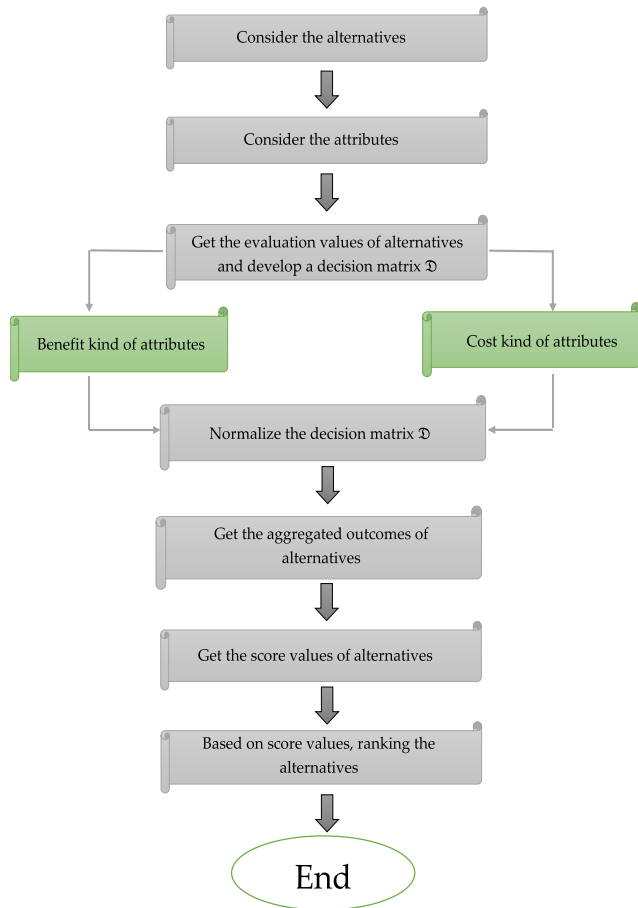 Consider the alternatives
Consider the attributes
Get the evaluation values of alternatives
and develop a decision matrix 𝔇
Benefit kind of attributes
Cost kind of attributes
Normalize the decision matrix 𝔇
Get the aggregated outcomes of
alternatives
Get the score values of alternatives
Based on score values, ranking the
alternatives
End